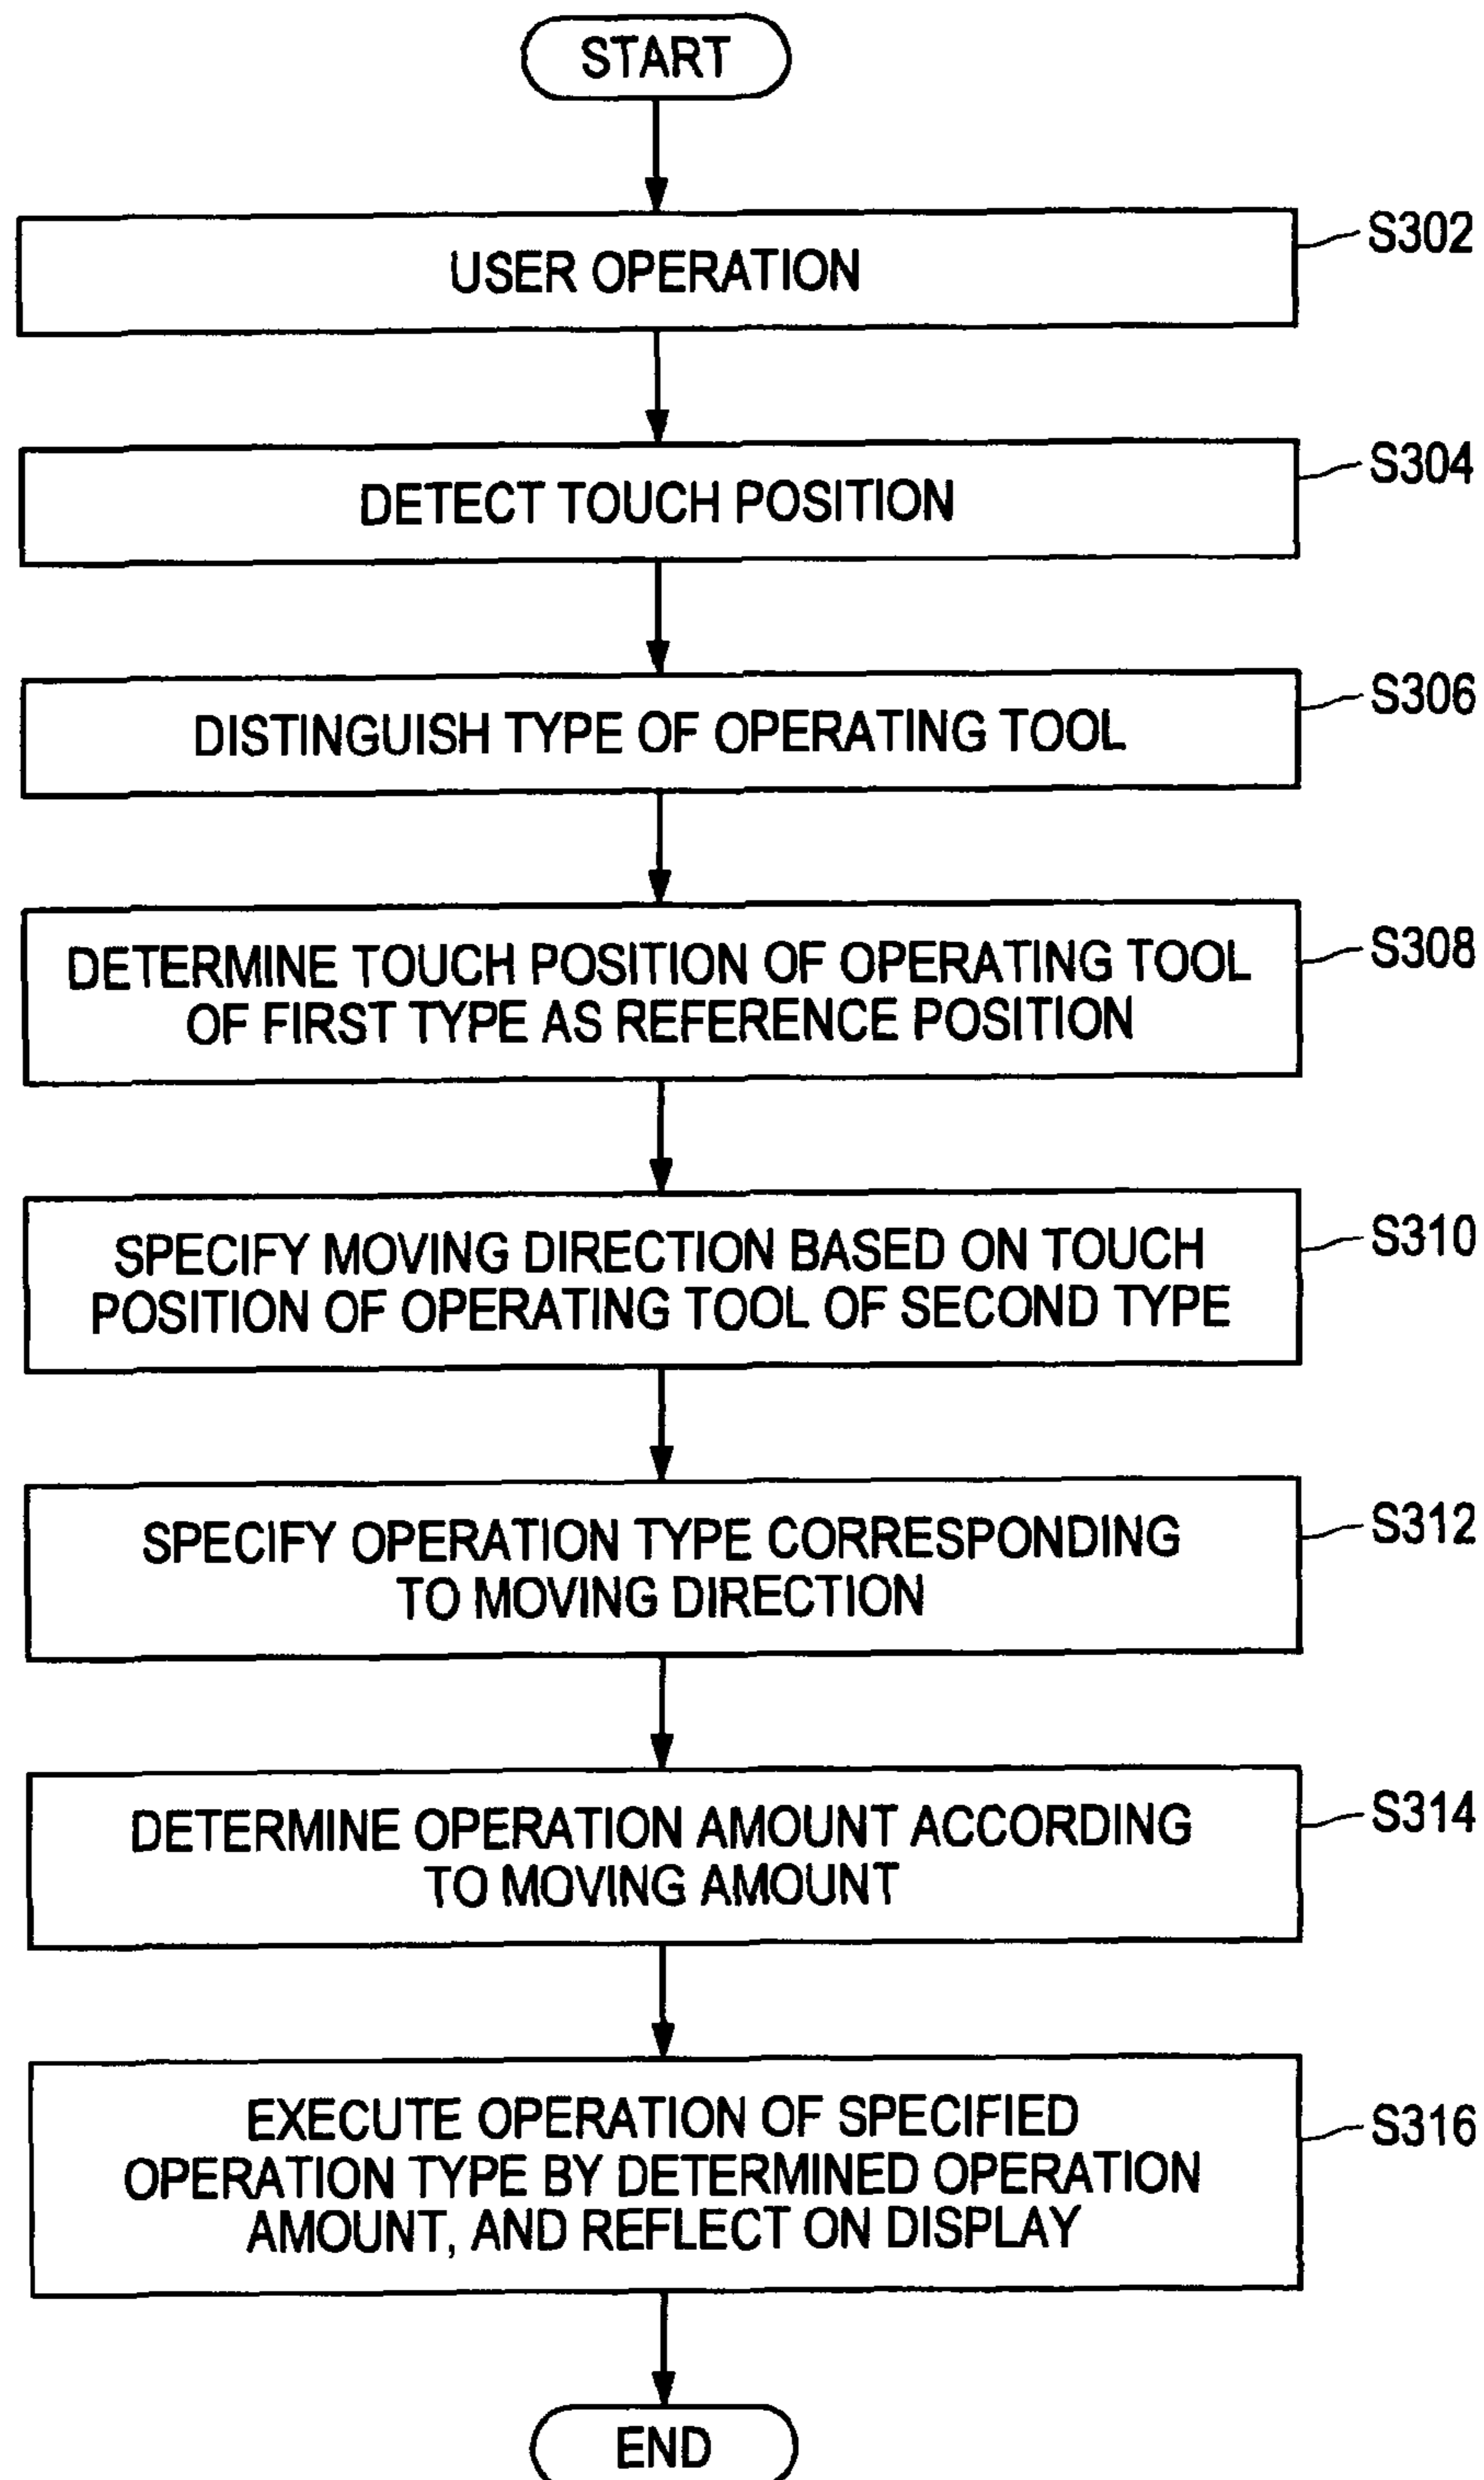 START
USER OPERATION
S302
DETECT TOUCH POSITION
S304
DISTINGUISH TYPE OF OPERATING TOOL
S306
DETERMINE TOUCH POSITION OF OPERATING TOOL
OF FIRST TYPE AS REFERENCE POSITION
S308
SPECIFY MOVING DIRECTION BASED ON TOUCH
POSITION OF OPERATING TOOL OF SECOND TYPE
S310
SPECIFY OPERATION TYPE CORRESPONDING
TO MOVING DIRECTION
S312
DETERMINE OPERATION AMOUNT ACCORDING
TO MOVING AMOUNT
S314
EXECUTE OPERATION OF SPECIFIED
OPERATION TYPE BY DETERMINED OPERATION
AMOUNT, AND REFLECT ON DISPLAY
S316
END